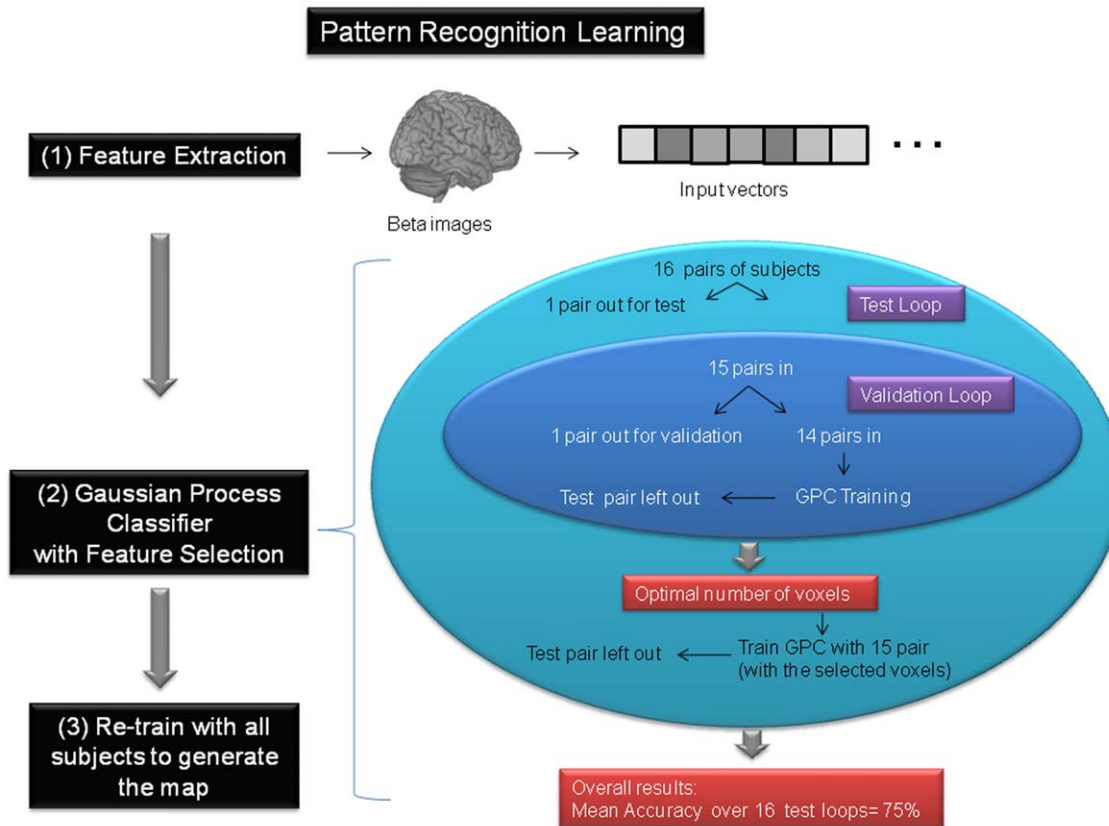 Pattern Recognition Learning
(1) Feature Extraction
Beta images
Input vectors
...
16 pairs of subjects
1 pair out for test
Test Loop
15 pairs in
Validation Loop
1 pair out for validation
14 pairs in
Test pair left out
GPC Training
(2) Gaussian Process
Classifier
with Feature Selection
Optimal number of voxels
Test pair left out
Train GPC with 15 pair
(with the selected voxels)
(3) Re-train with all
subjects to generate
the map
Overall results:
Mean Accuracy over 16 test loops= 75%